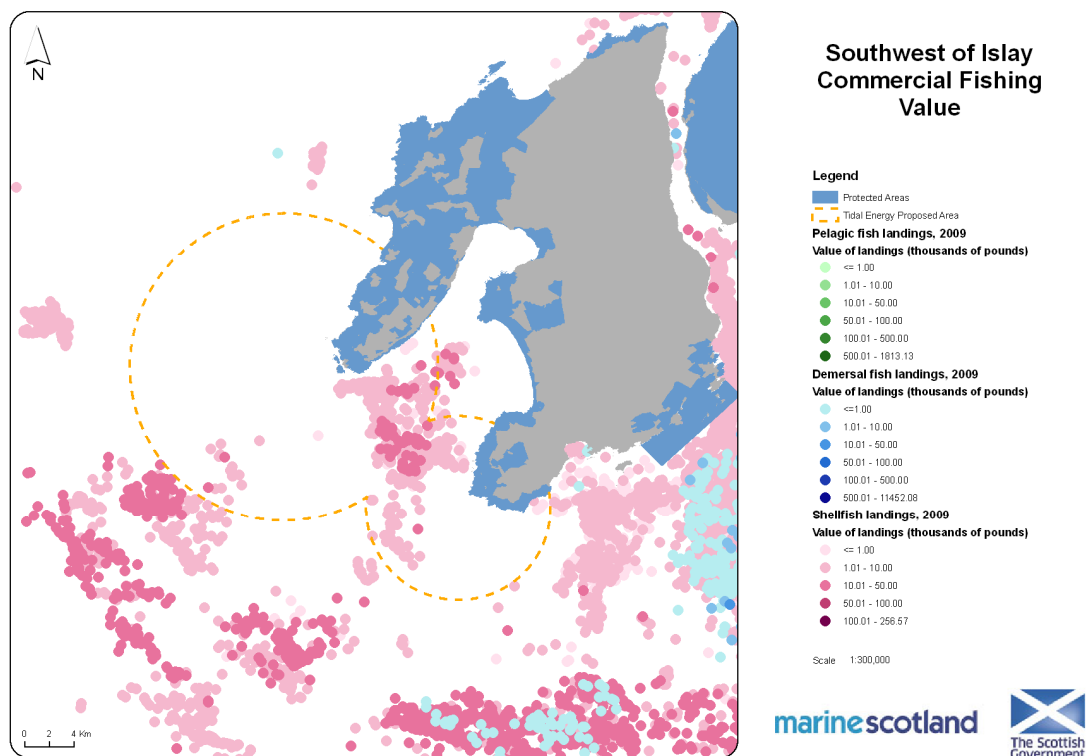 N
0 2 4 Km
Southwest of Islay
Commercial Fishing
Value
Legend
Protected Areas
Tidal Energy Proposed Area
Pelagic fish landings, 2009
Value of landings (thousands of pounds)
<= 1.00
1.01 - 10.00
10.01 - 50.00
50.01 - 100.00
100.01 - 500.00
500.01 - 1813.13
Demersal fish landings, 2009
Value of landings (thousands of pounds)
<=1.00
1.01 - 10.00
10.01 - 50.00
50.01 - 100.00
100.01 - 500.00
500.01 - 11452.08
Shellfish landings, 2009
Value of landings (thousands of pounds)
<= 1.00
1.01 - 10.00
10.01 - 50.00
50.01 - 100.00
100.01 - 256.57
Scale 1:300,000
marinescotland
The Scottish
Government